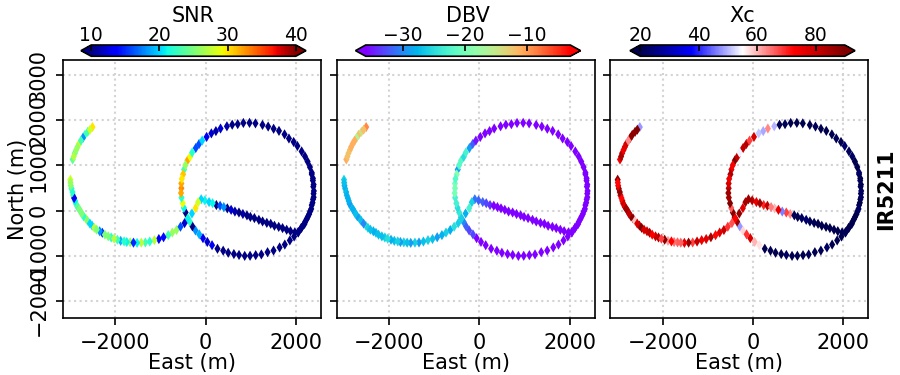 SNR
DBV
Xc
10 20 30 40
−30 −20 −10
20 40 60 80
North (m)
3000
2000
1000
0
−1000
−2000
IR5211
−2000 0 2000
−2000 0 2000
−2000 0 2000
East (m)
East (m)
East (m)